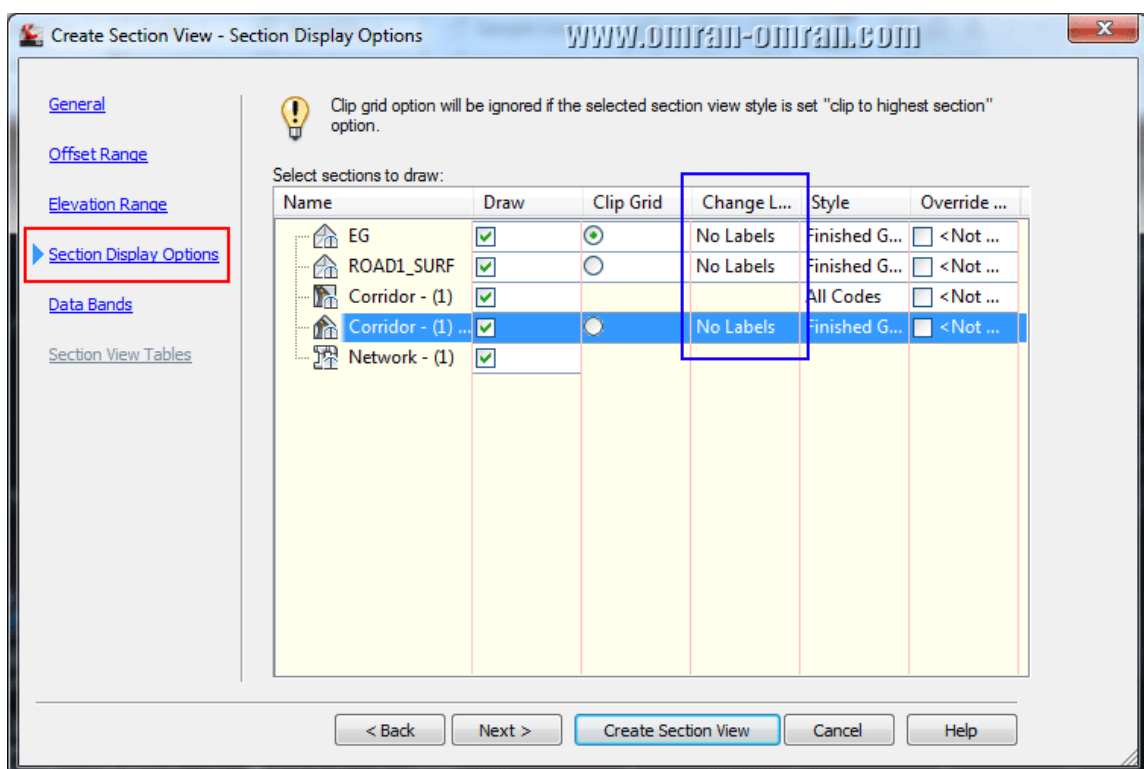 Create Section View - Section Display Options
www.omran-omran.com
General
Offset Range
Elevation Range
Section Display Options
Data Bands
Section View Tables
Clip grid option will be ignored if the selected section view style is set "clip to highest section"
option.
Select sections to draw:
Name Draw Clip Grid Change L... Style Override ...
EG No Labels Finished G... <Not ...
ROAD1_SURF No Labels Finished G... <Not ...
Corridor - (1) All Codes <Not ...
Corridor - (1) ... No Labels Finished G... <Not ...
Network - (1)
< Back Next > Create Section View Cancel Help